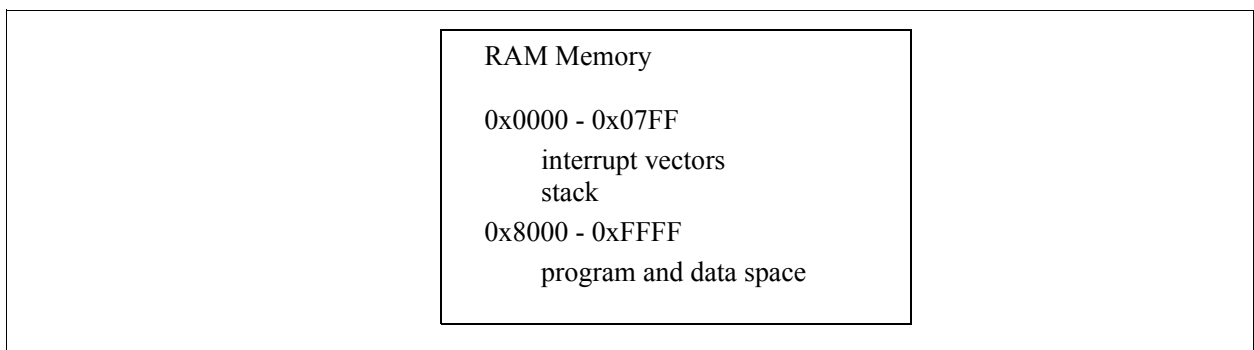 RAM Memory
0x0000 - 0x07FF
interrupt vectors
stack
0x8000 - 0xFFFF
program and data space